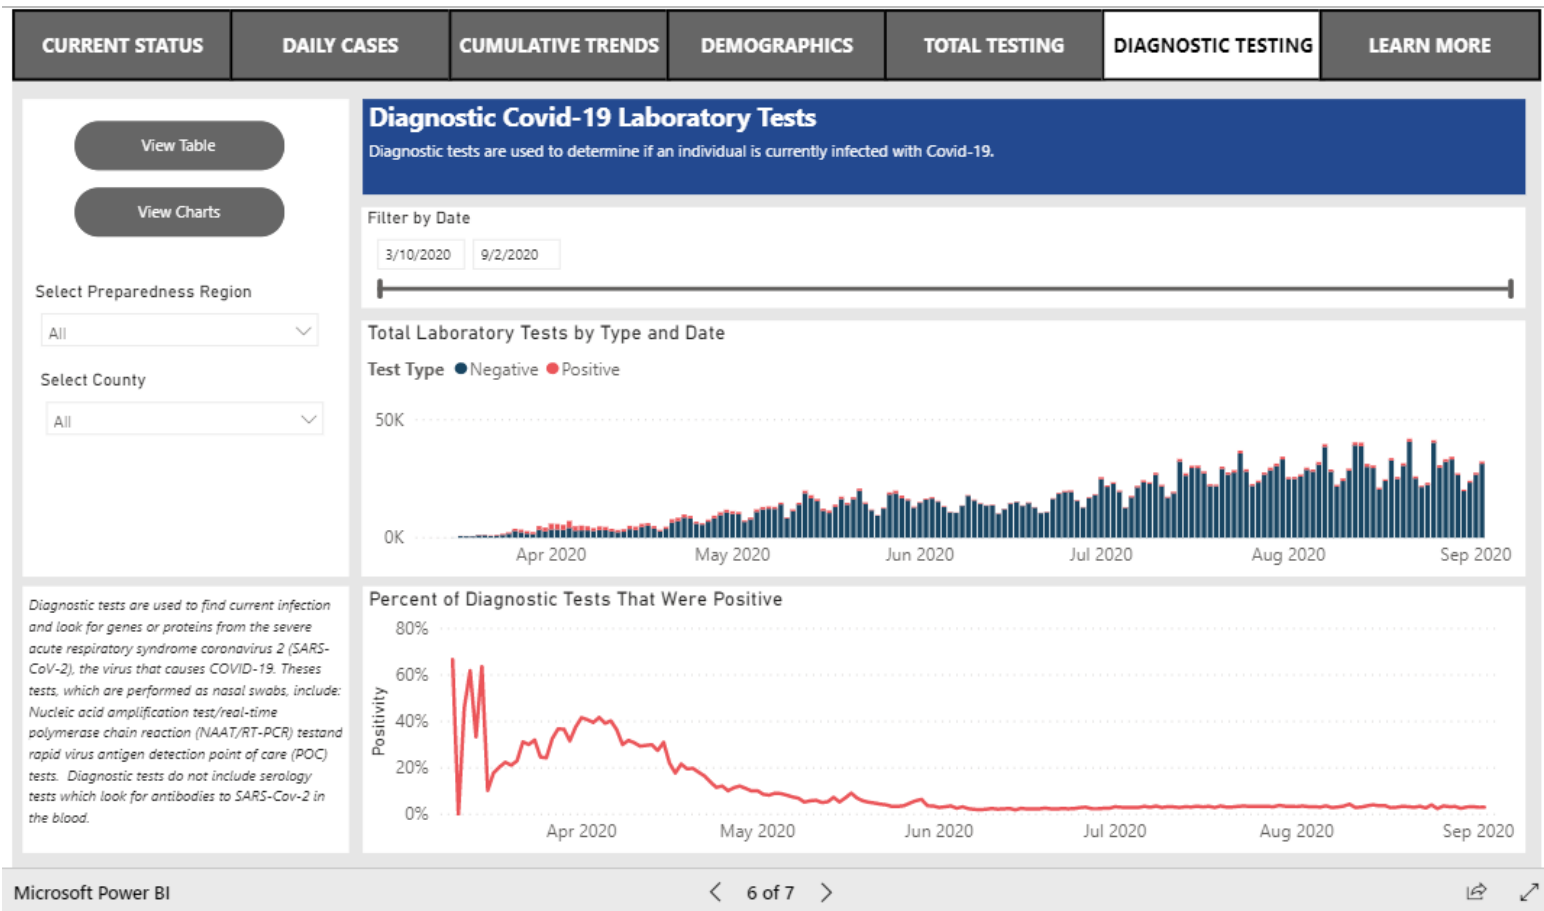 CURRENT STATUS
DAILY CASES
CUMULATIVE TRENDS
DEMOGRAPHICS
TOTAL TESTING
DIAGNOSTIC TESTING
LEARN MORE
View Table
View Charts
Select Preparedness Region
All
Select County
All
Diagnostic tests are used to find current infection
and look for genes or proteins from the severe
acute respiratory syndrome coronavirus 2 (SARS-
CoV-2), the virus that causes COVID-19. Theses
tests, which are performed as nasal swabs, include:
Nucleic acid amplification test/real-time
polymerase chain reaction (NAAT/RT-PCR) testand
rapid virus antigen detection point of care (POC)
tests. Diagnostic tests do not include serology
tests which look for antibodies to SARS-Cov-2 in
the blood.
Diagnostic Covid-19 Laboratory Tests
Diagnostic tests are used to determine if an individual is currently infected with Covid-19.
Filter by Date
3/10/2020 9/2/2020
Total Laboratory Tests by Type and Date
Test Type Negative Positive
50K
0K
Apr 2020 May 2020 Jun 2020 Jul 2020 Aug 2020 Sep 2020
Percent of Diagnostic Tests That Were Positive
Positivity
80%
60%
40%
20%
0%
Apr 2020 May 2020 Jun 2020 Jul 2020 Aug 2020 Sep 2020
Microsoft Power BI
6 of 7